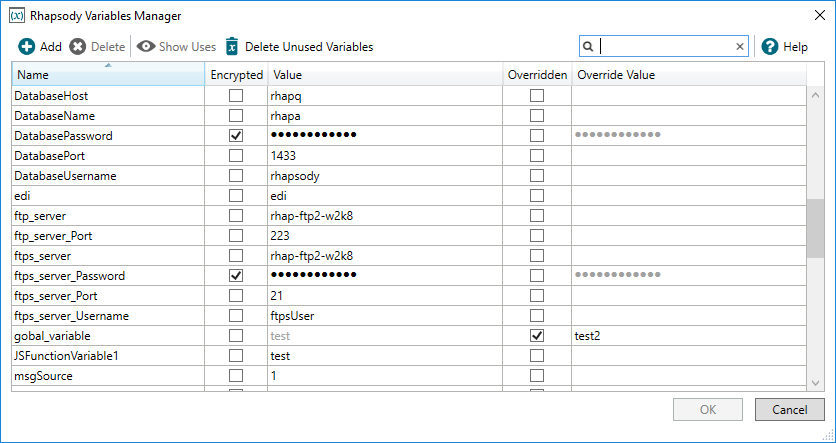 Rhapsody Variables Manager
Add Delete Show Uses Delete Unused Variables Help
Name Encrypted Value Overridden Override Value
DatabaseHost rhapq
DatabaseName rhapa
DatabasePassword ●●●●●●●●●●●● ●●●●●●●●●●●●
DatabasePort 1433
DatabaseUsername rhapsody
edi edi
ftp_server rhap-ftp2-w2k8
ftp_server_Port 223
ftps_server rhap-ftp2-w2k8
ftps_server_Password ●●●●●●●●●●●● ●●●●●●●●●●●●
ftps_server_Port 21
ftps_server_Username ftpsUser
gobal_variable test test2
JSFunctionVariable1 test
msgSource 1
OK Cancel